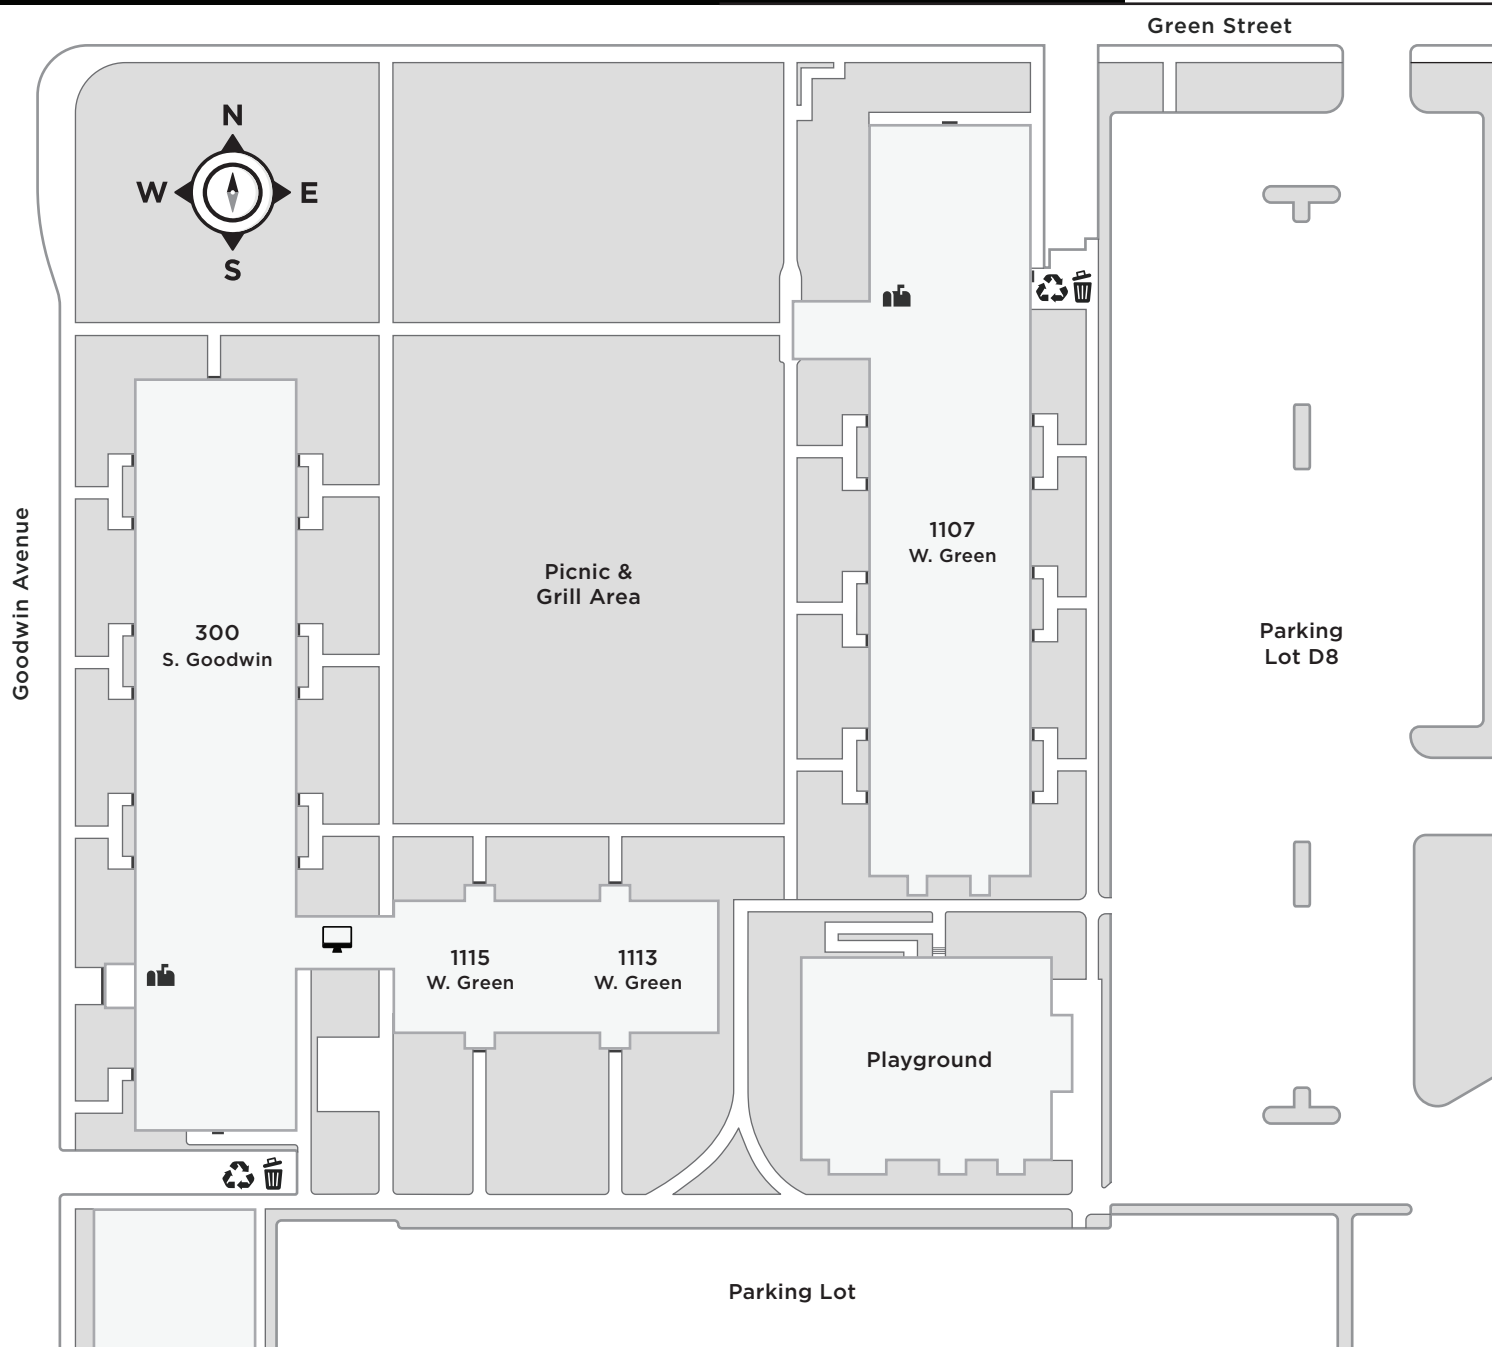 Green Street
N
W
E
S
Goodwin Avenue
1107
W. Green
Picnic &
Grill Area
300
S. Goodwin
Parking
Lot D8
1115
W. Green
1113
W. Green
Playground
Parking Lot